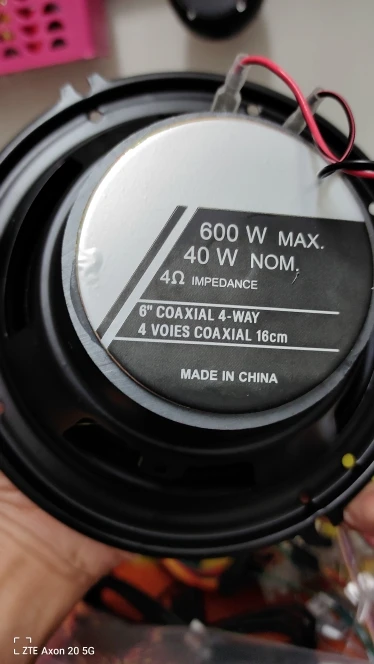 600 W MAX.
40 W NOM.
4Ω IMPEDANCE
6" COAXIAL 4-WAY
4 VOIES COAXIAL 16cm
MADE IN CHINA
ZTE Axon 20 5G